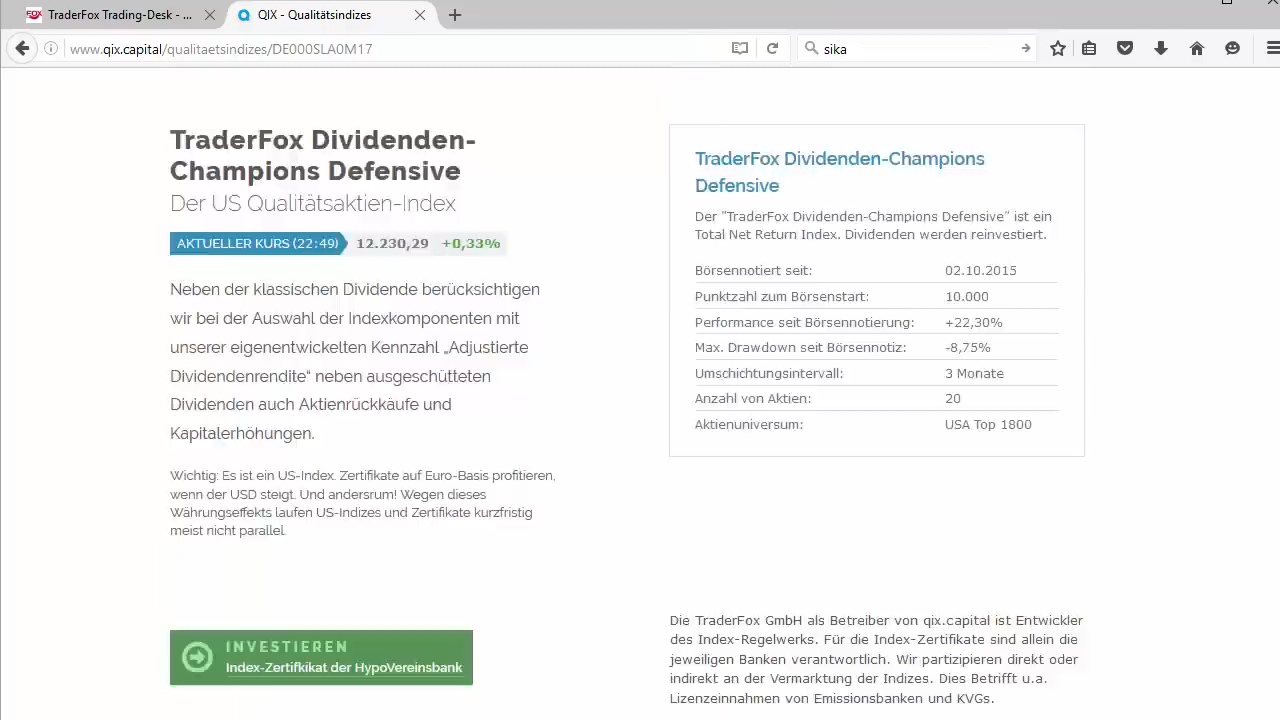 TraderFox Trading-Desk - ...
QIX - Qualitätsindizes
www.qix.capital/qualitaetsindizes/DE000SLA0M17
sika
TraderFox Dividenden-
Champions Defensive
Der US Qualitätsaktien-Index
AKTUELLER KURS (22:49) 12.230,29 +0,33%
Neben der klassischen Dividende berücksichtigen
wir bei der Auswahl der Indexkomponenten mit
unserer eigenentwickelten Kennzahl „Adjustierte
Dividendenrendite“ neben ausgeschütteten
Dividenden auch Aktienrückkäufe und
Kapitalerhöhungen.
Wichtig: Es ist ein US-Index. Zertifikate auf Euro-Basis profitieren,
wenn der USD steigt. Und andersrum! Wegen dieses
Währungseffekts laufen US-Indizes und Zertifikate kurzfristig
meist nicht parallel.
INVESTIEREN
Index-Zertifkikat der HypoVereinsbank
TraderFox Dividenden-Champions
Defensive
Der "TraderFox Dividenden-Champions Defensive" ist ein
Total Net Return Index. Dividenden werden reinvestiert.
Börsennotiert seit: 02.10.2015
Punktzahl zum Börsenstart: 10.000
Performance seit Börsennotierung: +22,30%
Max. Drawdown seit Börsennotiz: -8,75%
Umschichtungsintervall: 3 Monate
Anzahl von Aktien: 20
Aktienuniversum: USA Top 1800
Die TraderFox GmbH als Betreiber von qix.capital ist Entwickler
des Index-Regelwerks. Für die Index-Zertifikate sind allein die
jeweiligen Banken verantwortlich. Wir partizipieren direkt oder
indirekt an der Vermarktung der Indizes. Dies Betrifft u.a.
Lizenzeinnahmen von Emissionsbanken und KVGs.